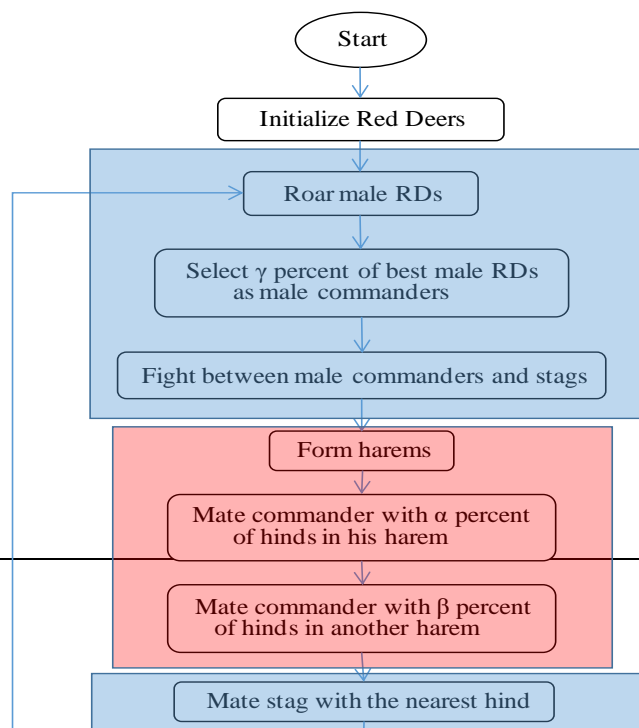 Start
Initialize Red Deers
Roar male RDs
Select γ percent of best male RDs
as male commanders
Fight between male commanders and stags
Form harems
Mate commander with α percent
of hinds in his harem
Mate commander with β percent
of hinds in another harem
Mate stag with the nearest hind